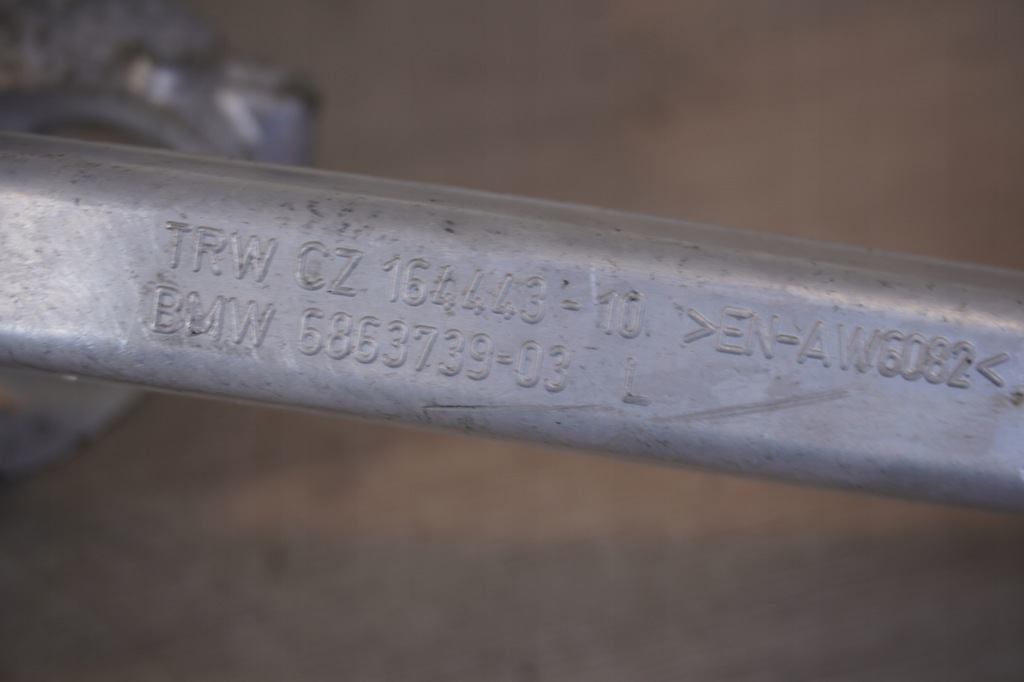 TRW CZ 164443-10 >EN-AW6082<
BMW 6863739-03 L